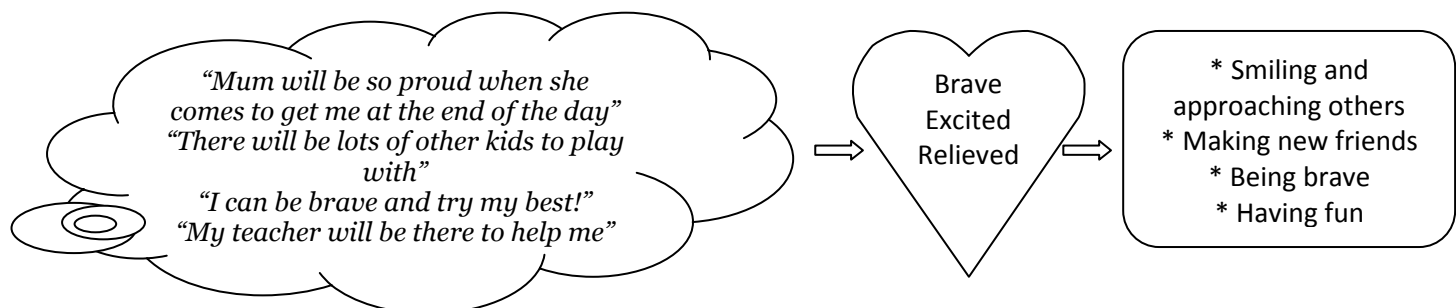 “Mum will be so proud when she
comes to get me at the end of the day”
“There will be lots of other kids to play
with”
“I can be brave and try my best!”
“My teacher will be there to help me”
Brave
Excited
Relieved
* Smiling and
approaching others
* Making new friends
* Being brave
* Having fun